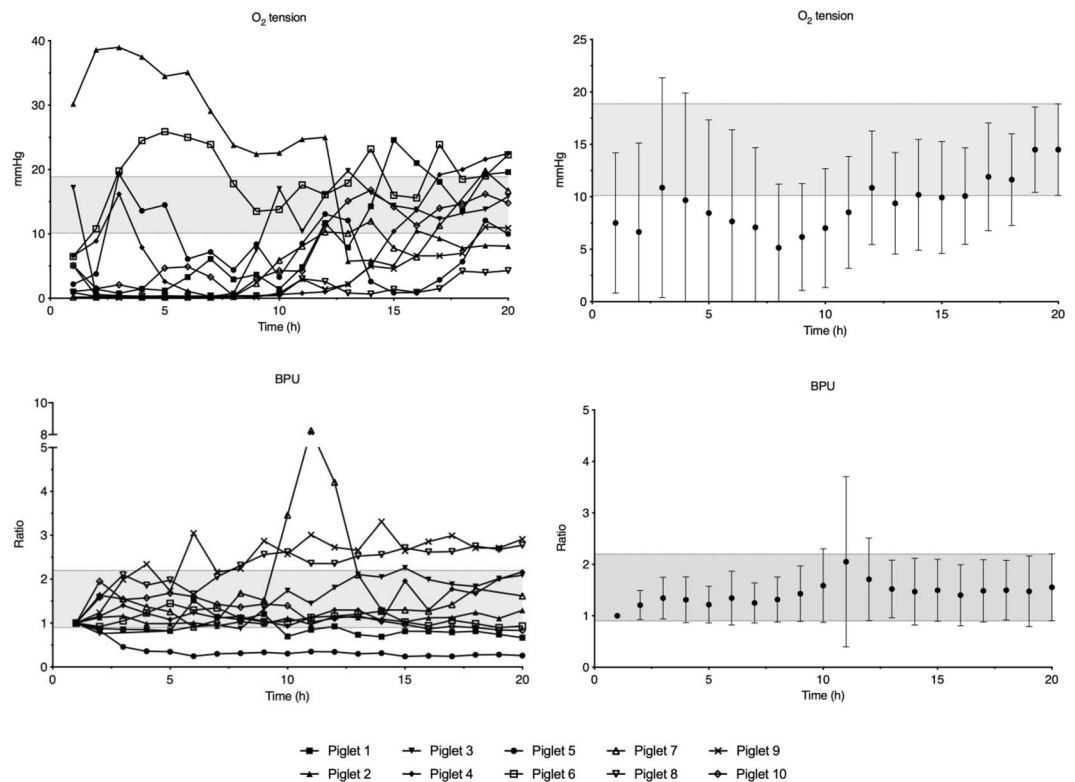 O₂ tension
40
30
20
10
0
mmHg
0 5 10 15 20
Time (h)
O₂ tension
25
20
15
10
5
0
mmHg
0 5 10 15 20
Time (h)
BPU
10
8
5
4
3
2
1
0
Ratio
0 5 10 15 20
Time (h)
BPU
5
4
3
2
1
0
Ratio
0 5 10 15 20
Time (h)
Piglet 1 Piglet 3 Piglet 5 Piglet 7 Piglet 9
Piglet 2 Piglet 4 Piglet 6 Piglet 8 Piglet 10